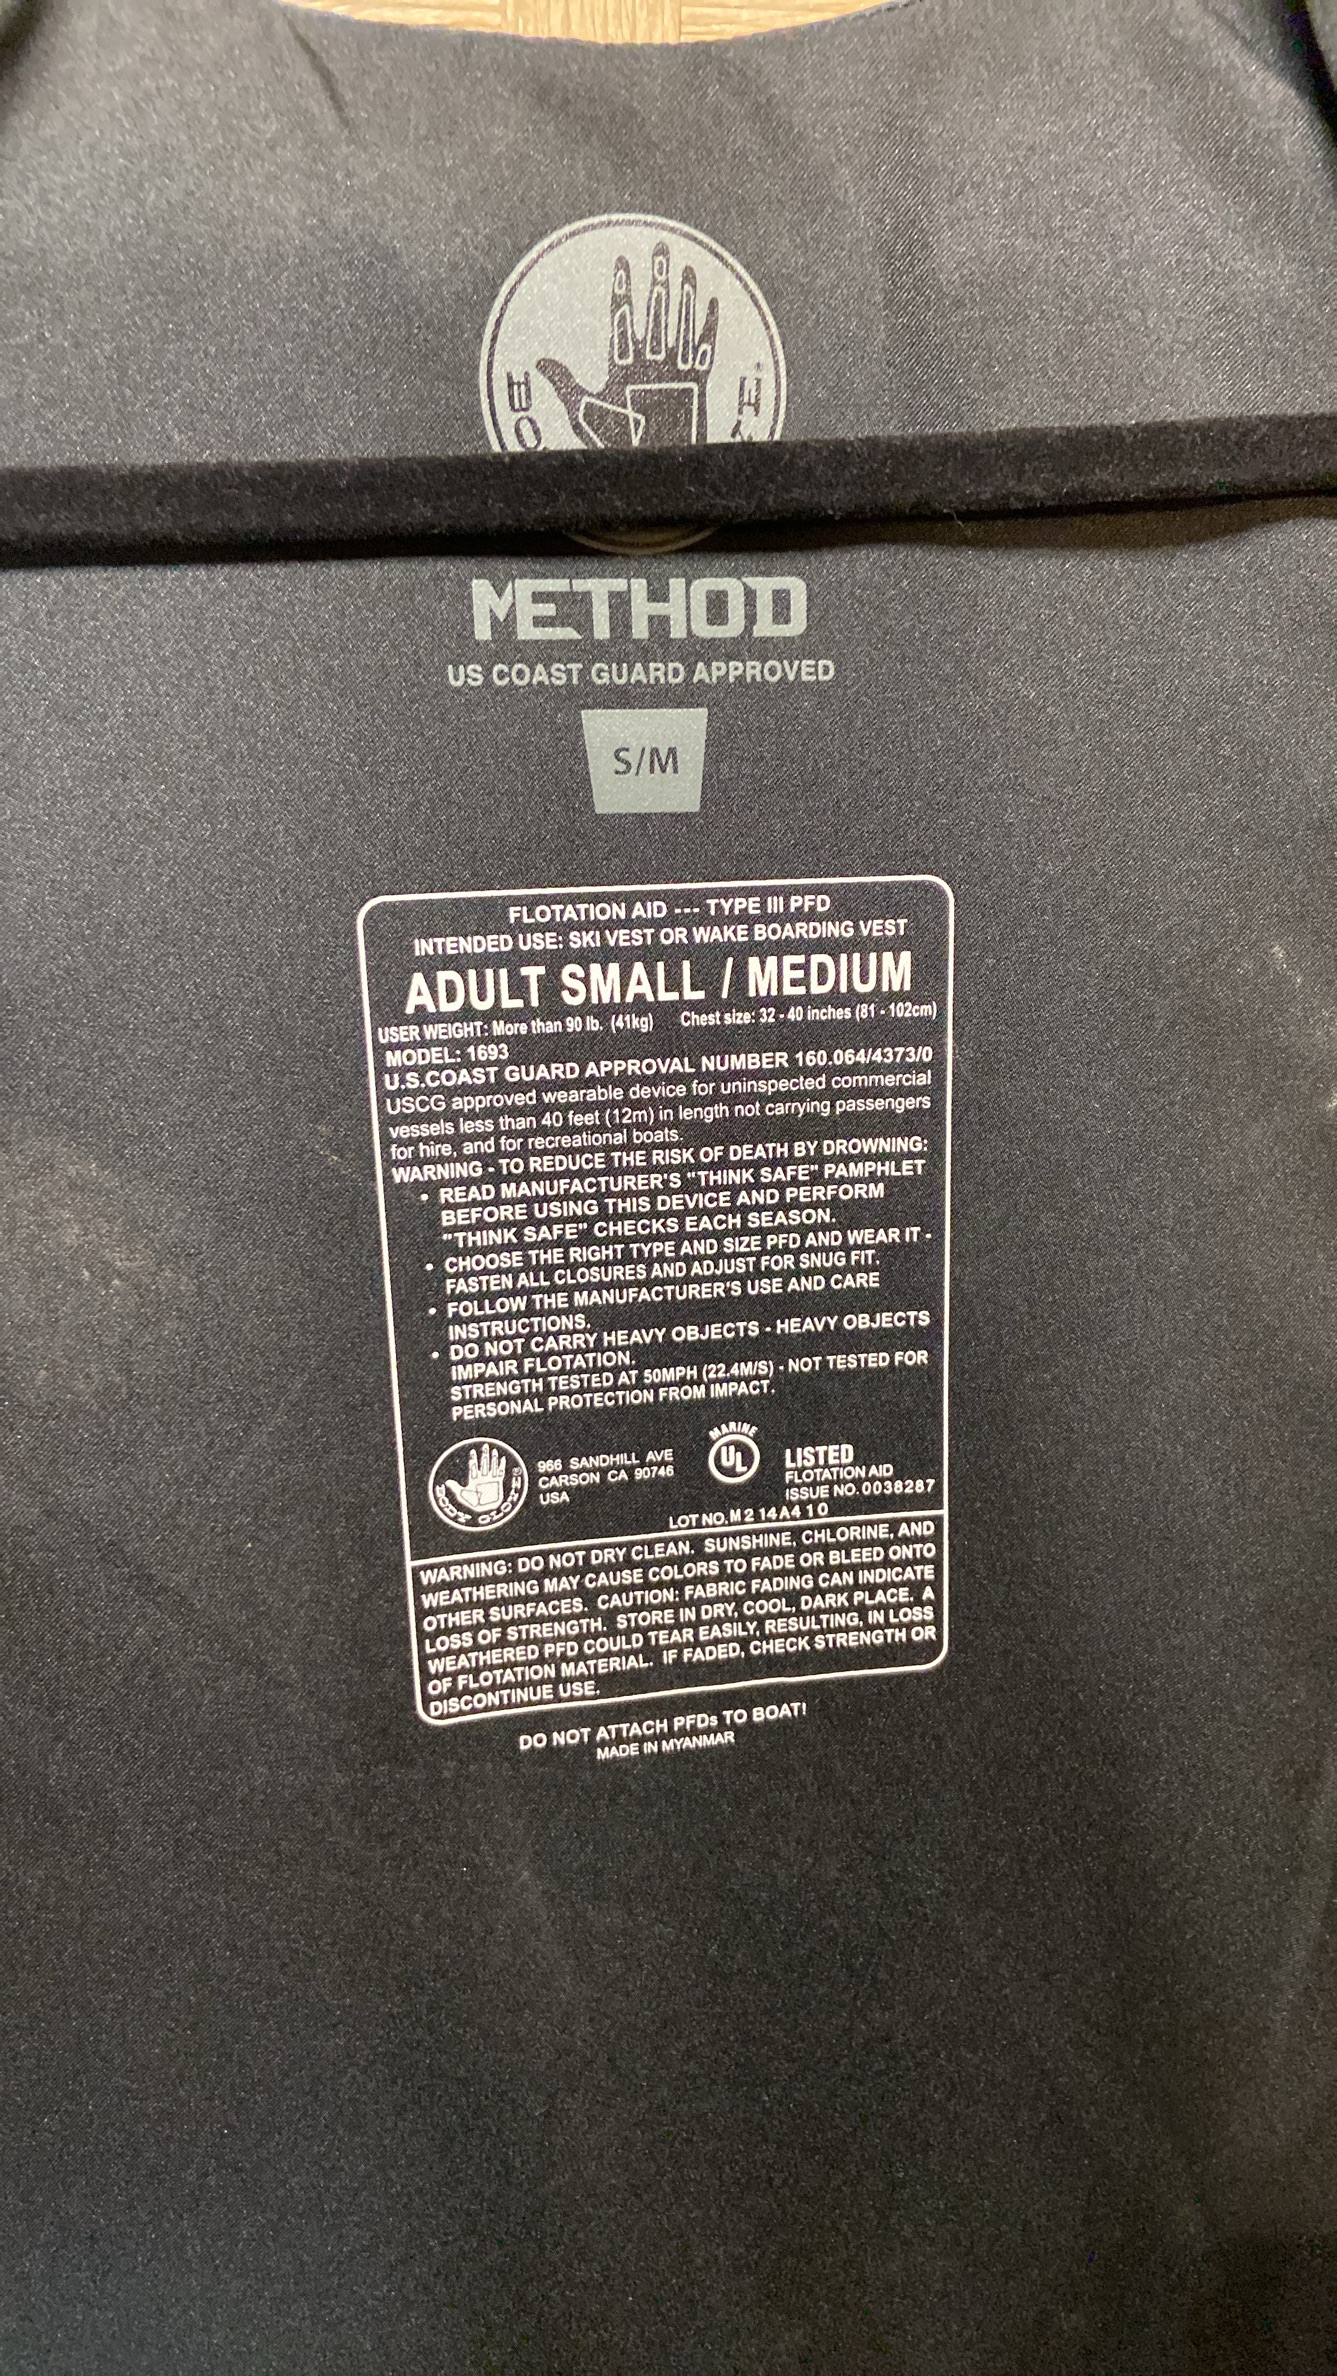 METHOD
US COAST GUARD APPROVED
S/M
FLOTATION AID --- TYPE III PFD
INTENDED USE: SKI VEST OR WAKE BOARDING VEST
ADULT SMALL / MEDIUM
USER WEIGHT: More than 90 lb. (41kg) Chest size: 32 - 40 inches (81 - 102cm)
MODEL: 1693
U.S.COAST GUARD APPROVAL NUMBER 160.064/4373/0
USCG approved wearable device for uninspected commercial
vessels less than 40 feet (12m) in length not carrying passengers
for hire, and for recreational boats.
WARNING - TO REDUCE THE RISK OF DEATH BY DROWNING:
• READ MANUFACTURER'S "THINK SAFE" PAMPHLET
BEFORE USING THIS DEVICE AND PERFORM
"THINK SAFE" CHECKS EACH SEASON.
• CHOOSE THE RIGHT TYPE AND SIZE PFD AND WEAR IT -
FASTEN ALL CLOSURES AND ADJUST FOR SNUG FIT.
• FOLLOW THE MANUFACTURER'S USE AND CARE
INSTRUCTIONS.
• DO NOT CARRY HEAVY OBJECTS - HEAVY OBJECTS
IMPAIR FLOTATION.
STRENGTH TESTED AT 50MPH (22.4M/S) - NOT TESTED FOR
PERSONAL PROTECTION FROM IMPACT.
BODY GLOVE®
966 SANDHILL AVE
CARSON CA 90746
USA
MARINE
UL
LISTED
FLOTATION AID
ISSUE NO. 0038287
LOT NO. M214A410
WARNING: DO NOT DRY CLEAN. SUNSHINE, CHLORINE, AND
WEATHERING MAY CAUSE COLORS TO FADE OR BLEED ONTO
OTHER SURFACES. CAUTION: FABRIC FADING CAN INDICATE
LOSS OF STRENGTH. STORE IN DRY, COOL, DARK PLACE. A
WEATHERED PFD COULD TEAR EASILY, RESULTING, IN LOSS
OF FLOTATION MATERIAL. IF FADED, CHECK STRENGTH OR
DISCONTINUE USE.
DO NOT ATTACH PFDs TO BOAT!
MADE IN MYANMAR